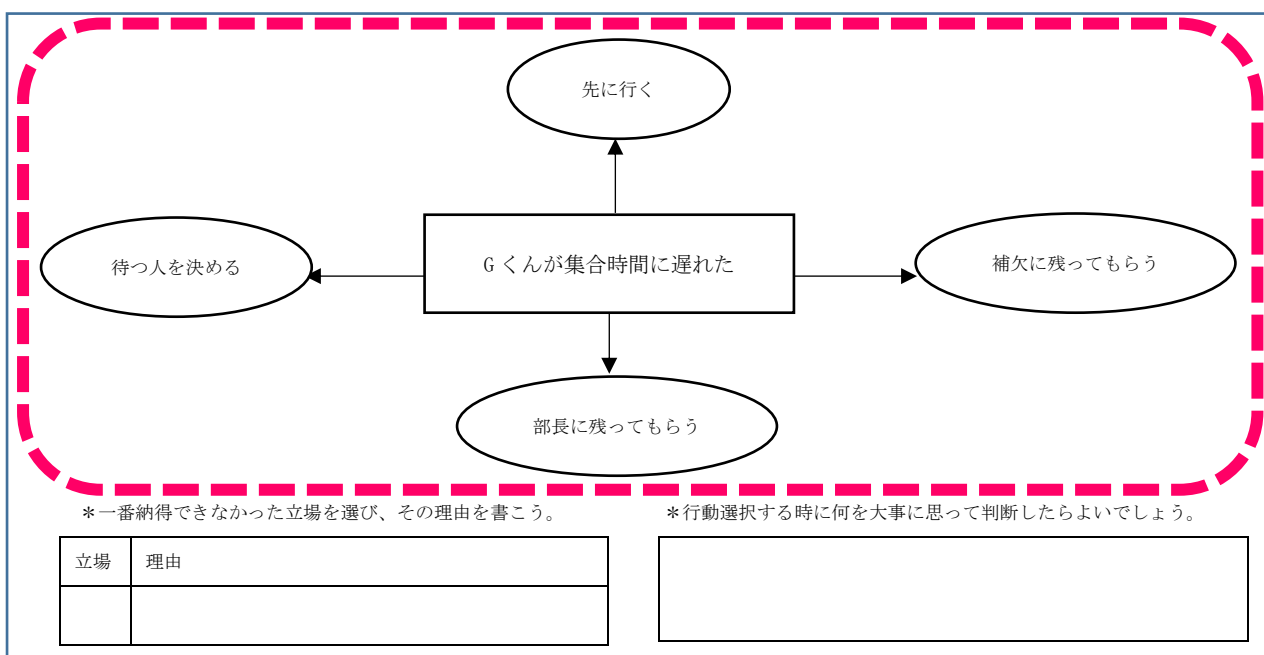 先に行く
待つ人を決める
Gくんが集合時間に遅れた
補欠に残ってもらう
部長に残ってもらう
＊一番納得できなかった立場を選び、その理由を書こう。
＊行動選択する時に何を大事に思って判断したらよいでしょう。
立場
理由